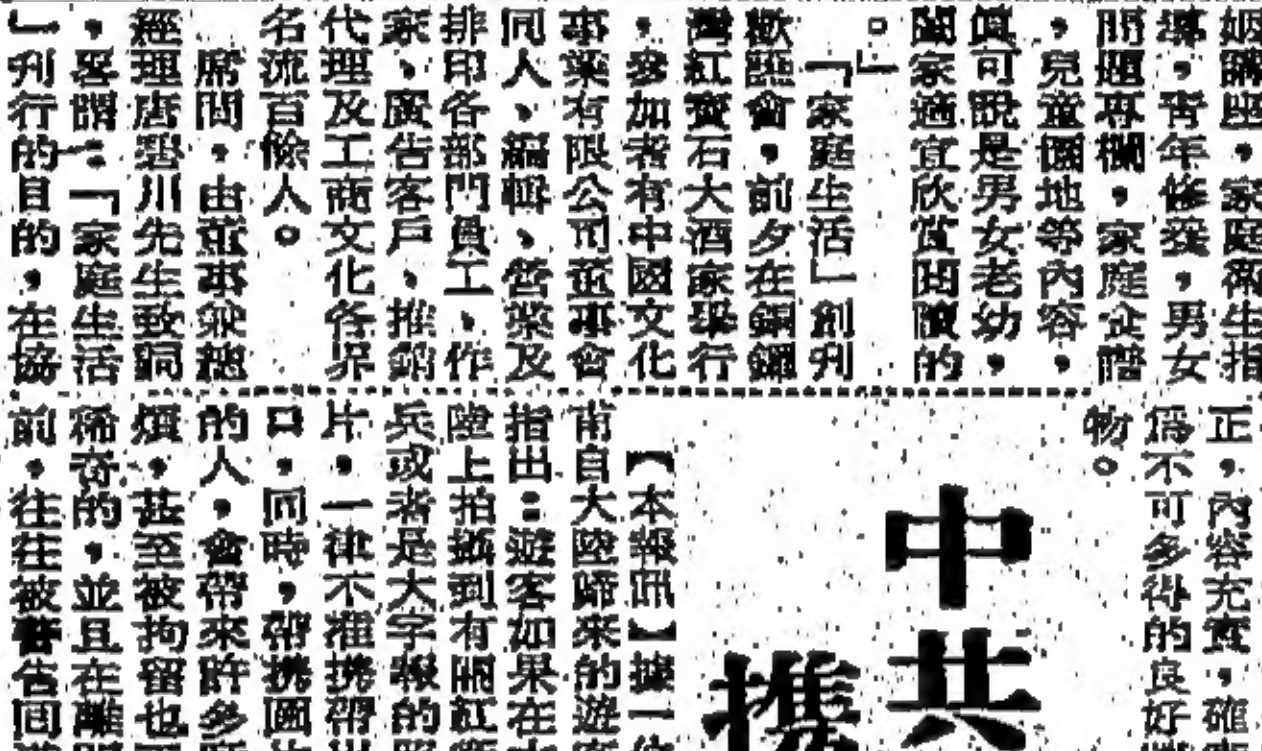 姻講座,家庭衛生指
導,青年修養,男女
問題專欄,家庭企體
,兒童園地等內容,
眞可說是男女老幼,
闔家適宜欣賞閱讀的
。」
「家庭生活」創刊
歡讌會,前夕在銅鑼
灣紅寶石大酒家舉行
,參加者有中國文化
事業有限公司董事會
同人、編輯、營業及
排印各部門員工、作
家、廣告客戶、推銷
代理及工商文化各界
名流百餘人。
席間,由董事兼總
經理唐碧川先生致詞
,畧謂:「家庭生活
」刋行的目的,在協
正,內容充實,確
爲不可多得的良好
物。
中共
攜
【本報訊】據一位
甫自大陸歸來的遊客
指出:遊客如果在大
陸上拍攝到有關紅衞
兵或者是大字報的照
片,一律不准攜帶出
口,同時,帶攜圖片
的人,會帶來許多麻
煩,甚至被拘留也
稀奇的,並且在離
前,往往被警告回